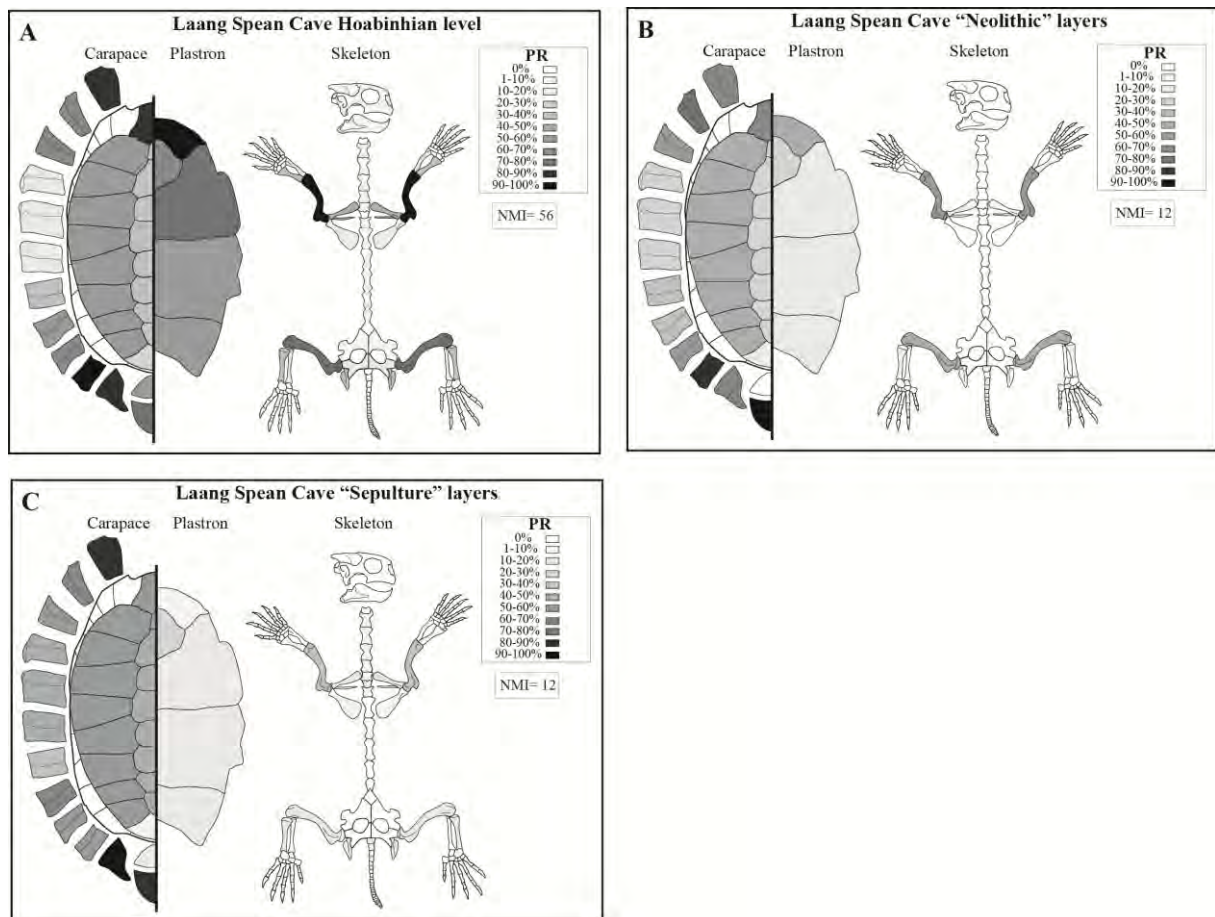 A
Laang Spean Cave Hoabinhian level
Carapace Plastron Skeleton
PR
0%
1-10%
10-20%
20-30%
30-40%
40-50%
50-60%
60-70%
70-80%
80-90%
90-100%
NMI= 56
B
Laang Spean Cave “Neolithic” layers
Carapace Plastron Skeleton
PR
0%
1-10%
10-20%
20-30%
30-40%
40-50%
50-60%
60-70%
70-80%
80-90%
90-100%
NMI= 12
C
Laang Spean Cave “Sepulture” layers
Carapace Plastron Skeleton
PR
0%
1-10%
10-20%
20-30%
30-40%
40-50%
50-60%
60-70%
70-80%
80-90%
90-100%
NMI= 12